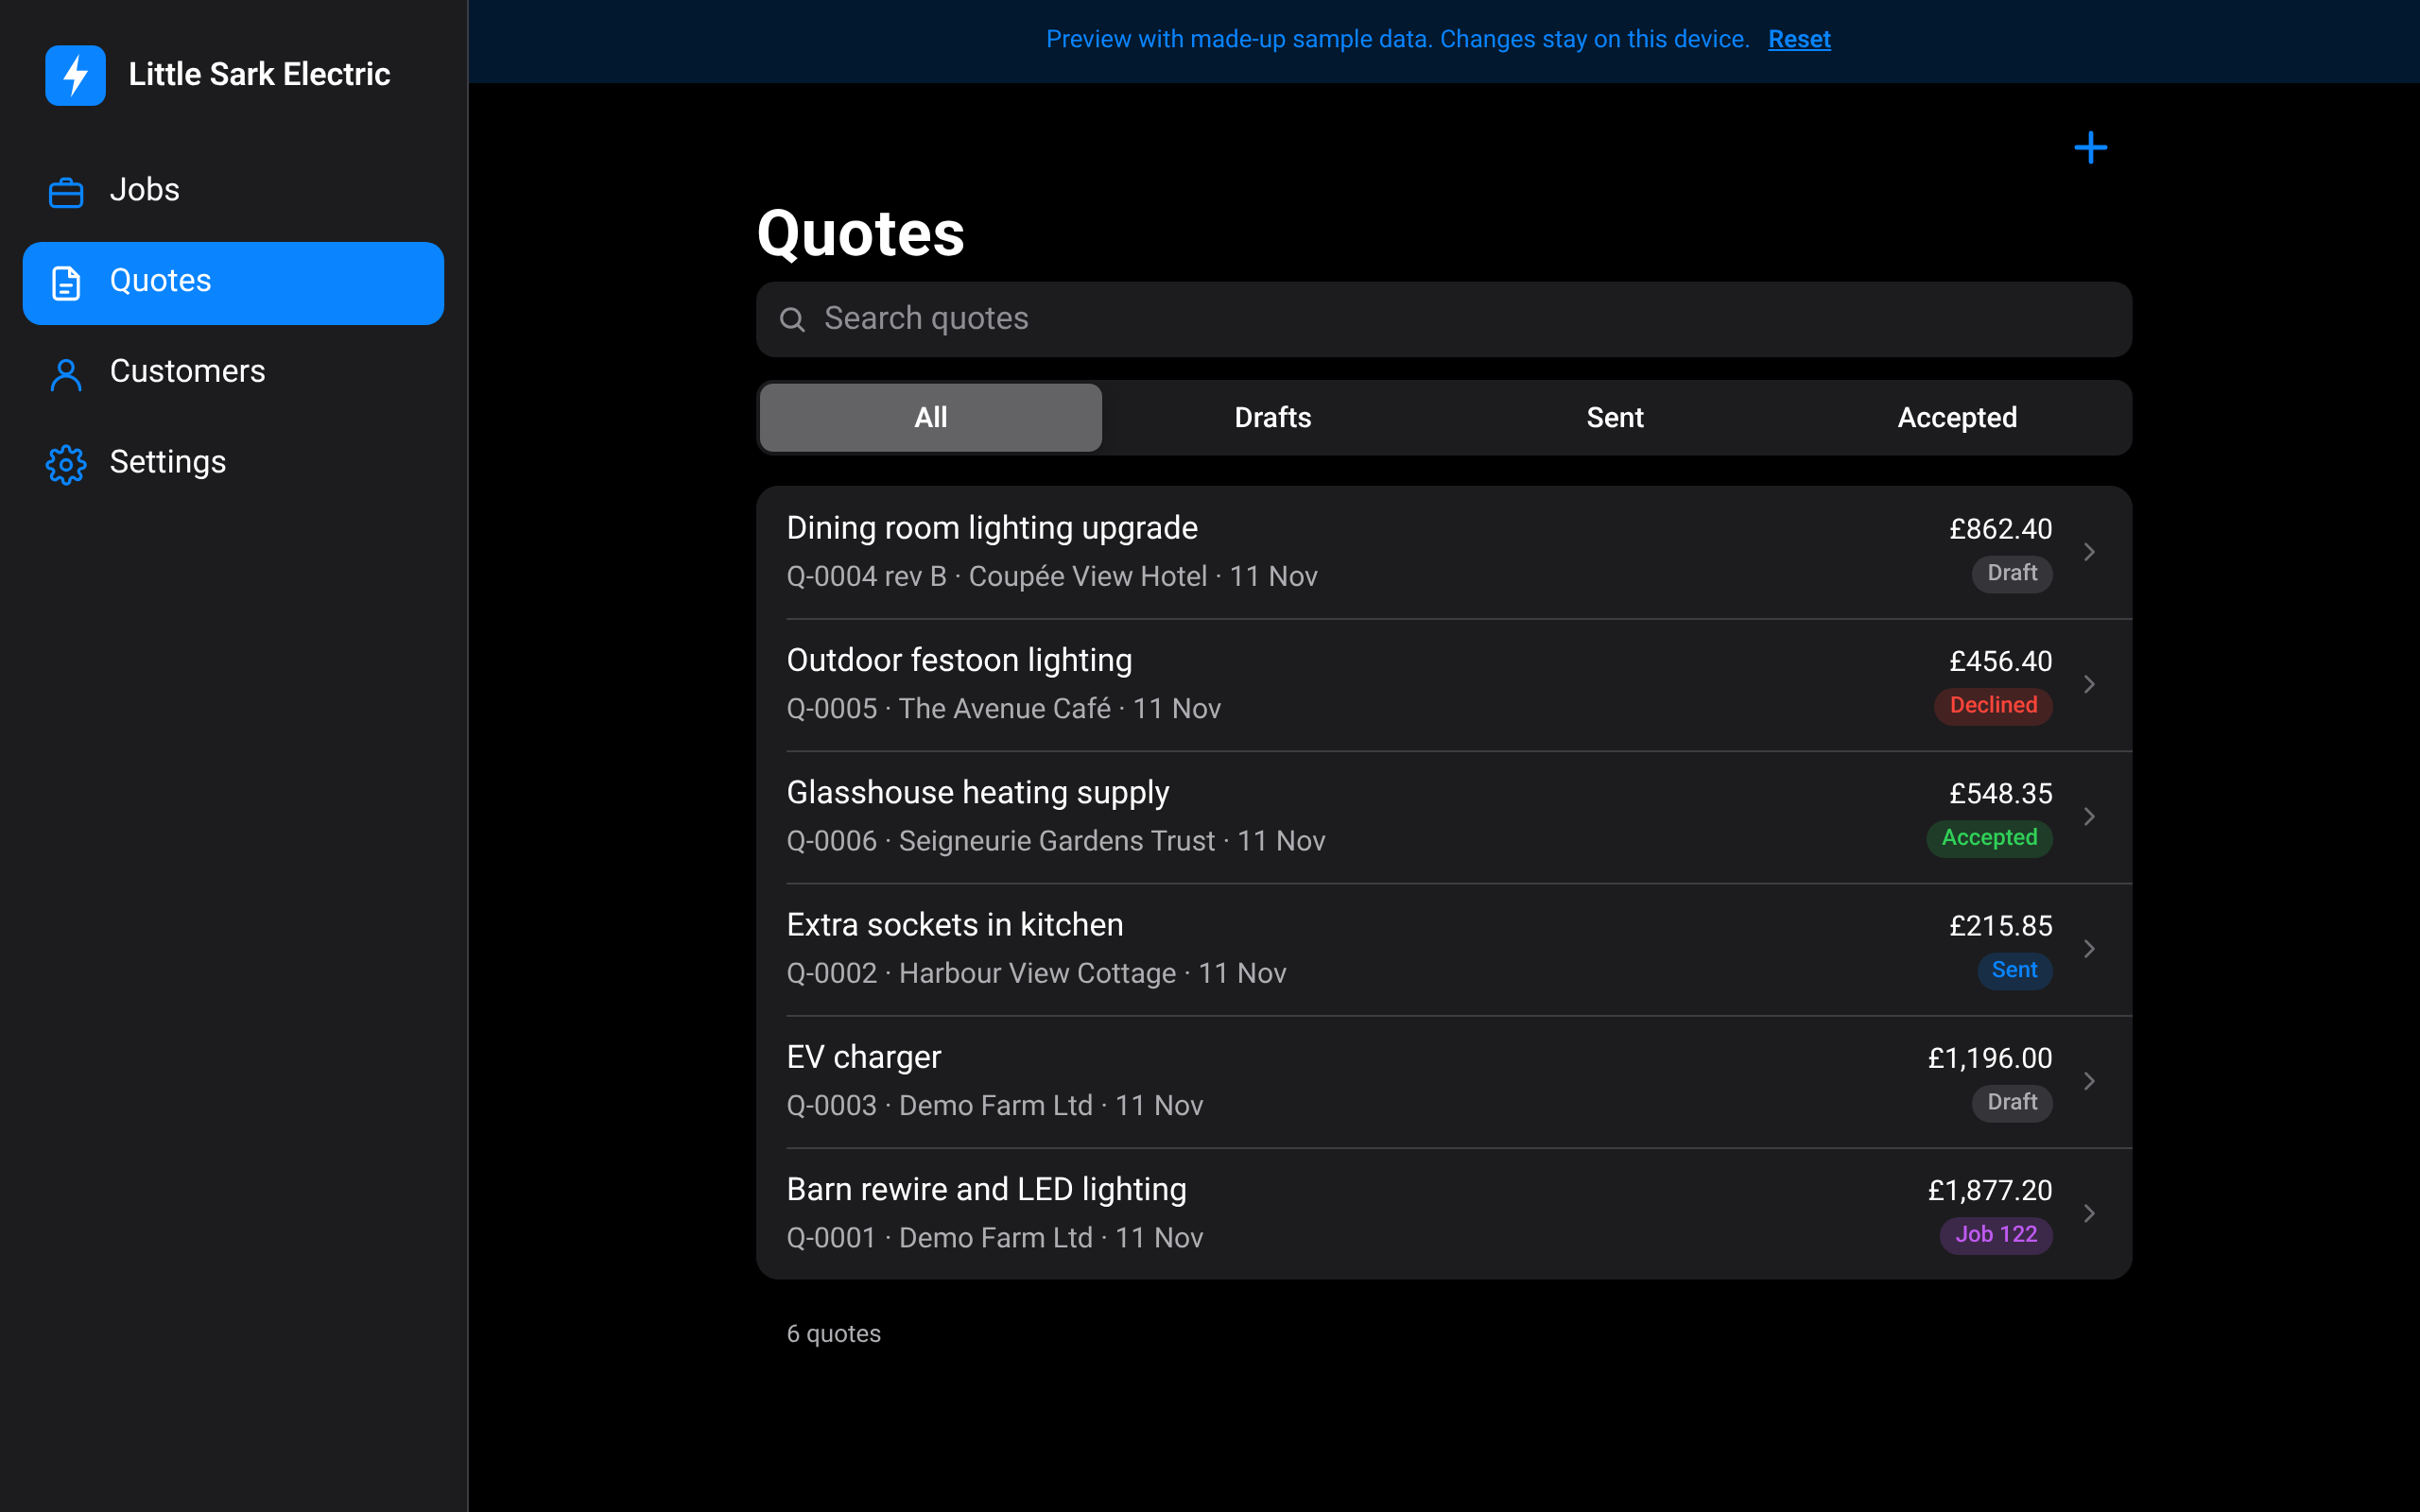 Little Sark Electric
Jobs
Quotes
Customers
Settings
Preview with made-up sample data. Changes stay on this device. Reset
Quotes
Search quotes
All Drafts Sent Accepted
Dining room lighting upgrade £862.40
Q-0004 rev B · Coupée View Hotel · 11 Nov Draft
Outdoor festoon lighting £456.40
Q-0005 · The Avenue Café · 11 Nov Declined
Glasshouse heating supply £548.35
Q-0006 · Seigneurie Gardens Trust · 11 Nov Accepted
Extra sockets in kitchen £215.85
Q-0002 · Harbour View Cottage · 11 Nov Sent
EV charger £1,196.00
Q-0003 · Demo Farm Ltd · 11 Nov Draft
Barn rewire and LED lighting £1,877.20
Q-0001 · Demo Farm Ltd · 11 Nov Job 122
6 quotes